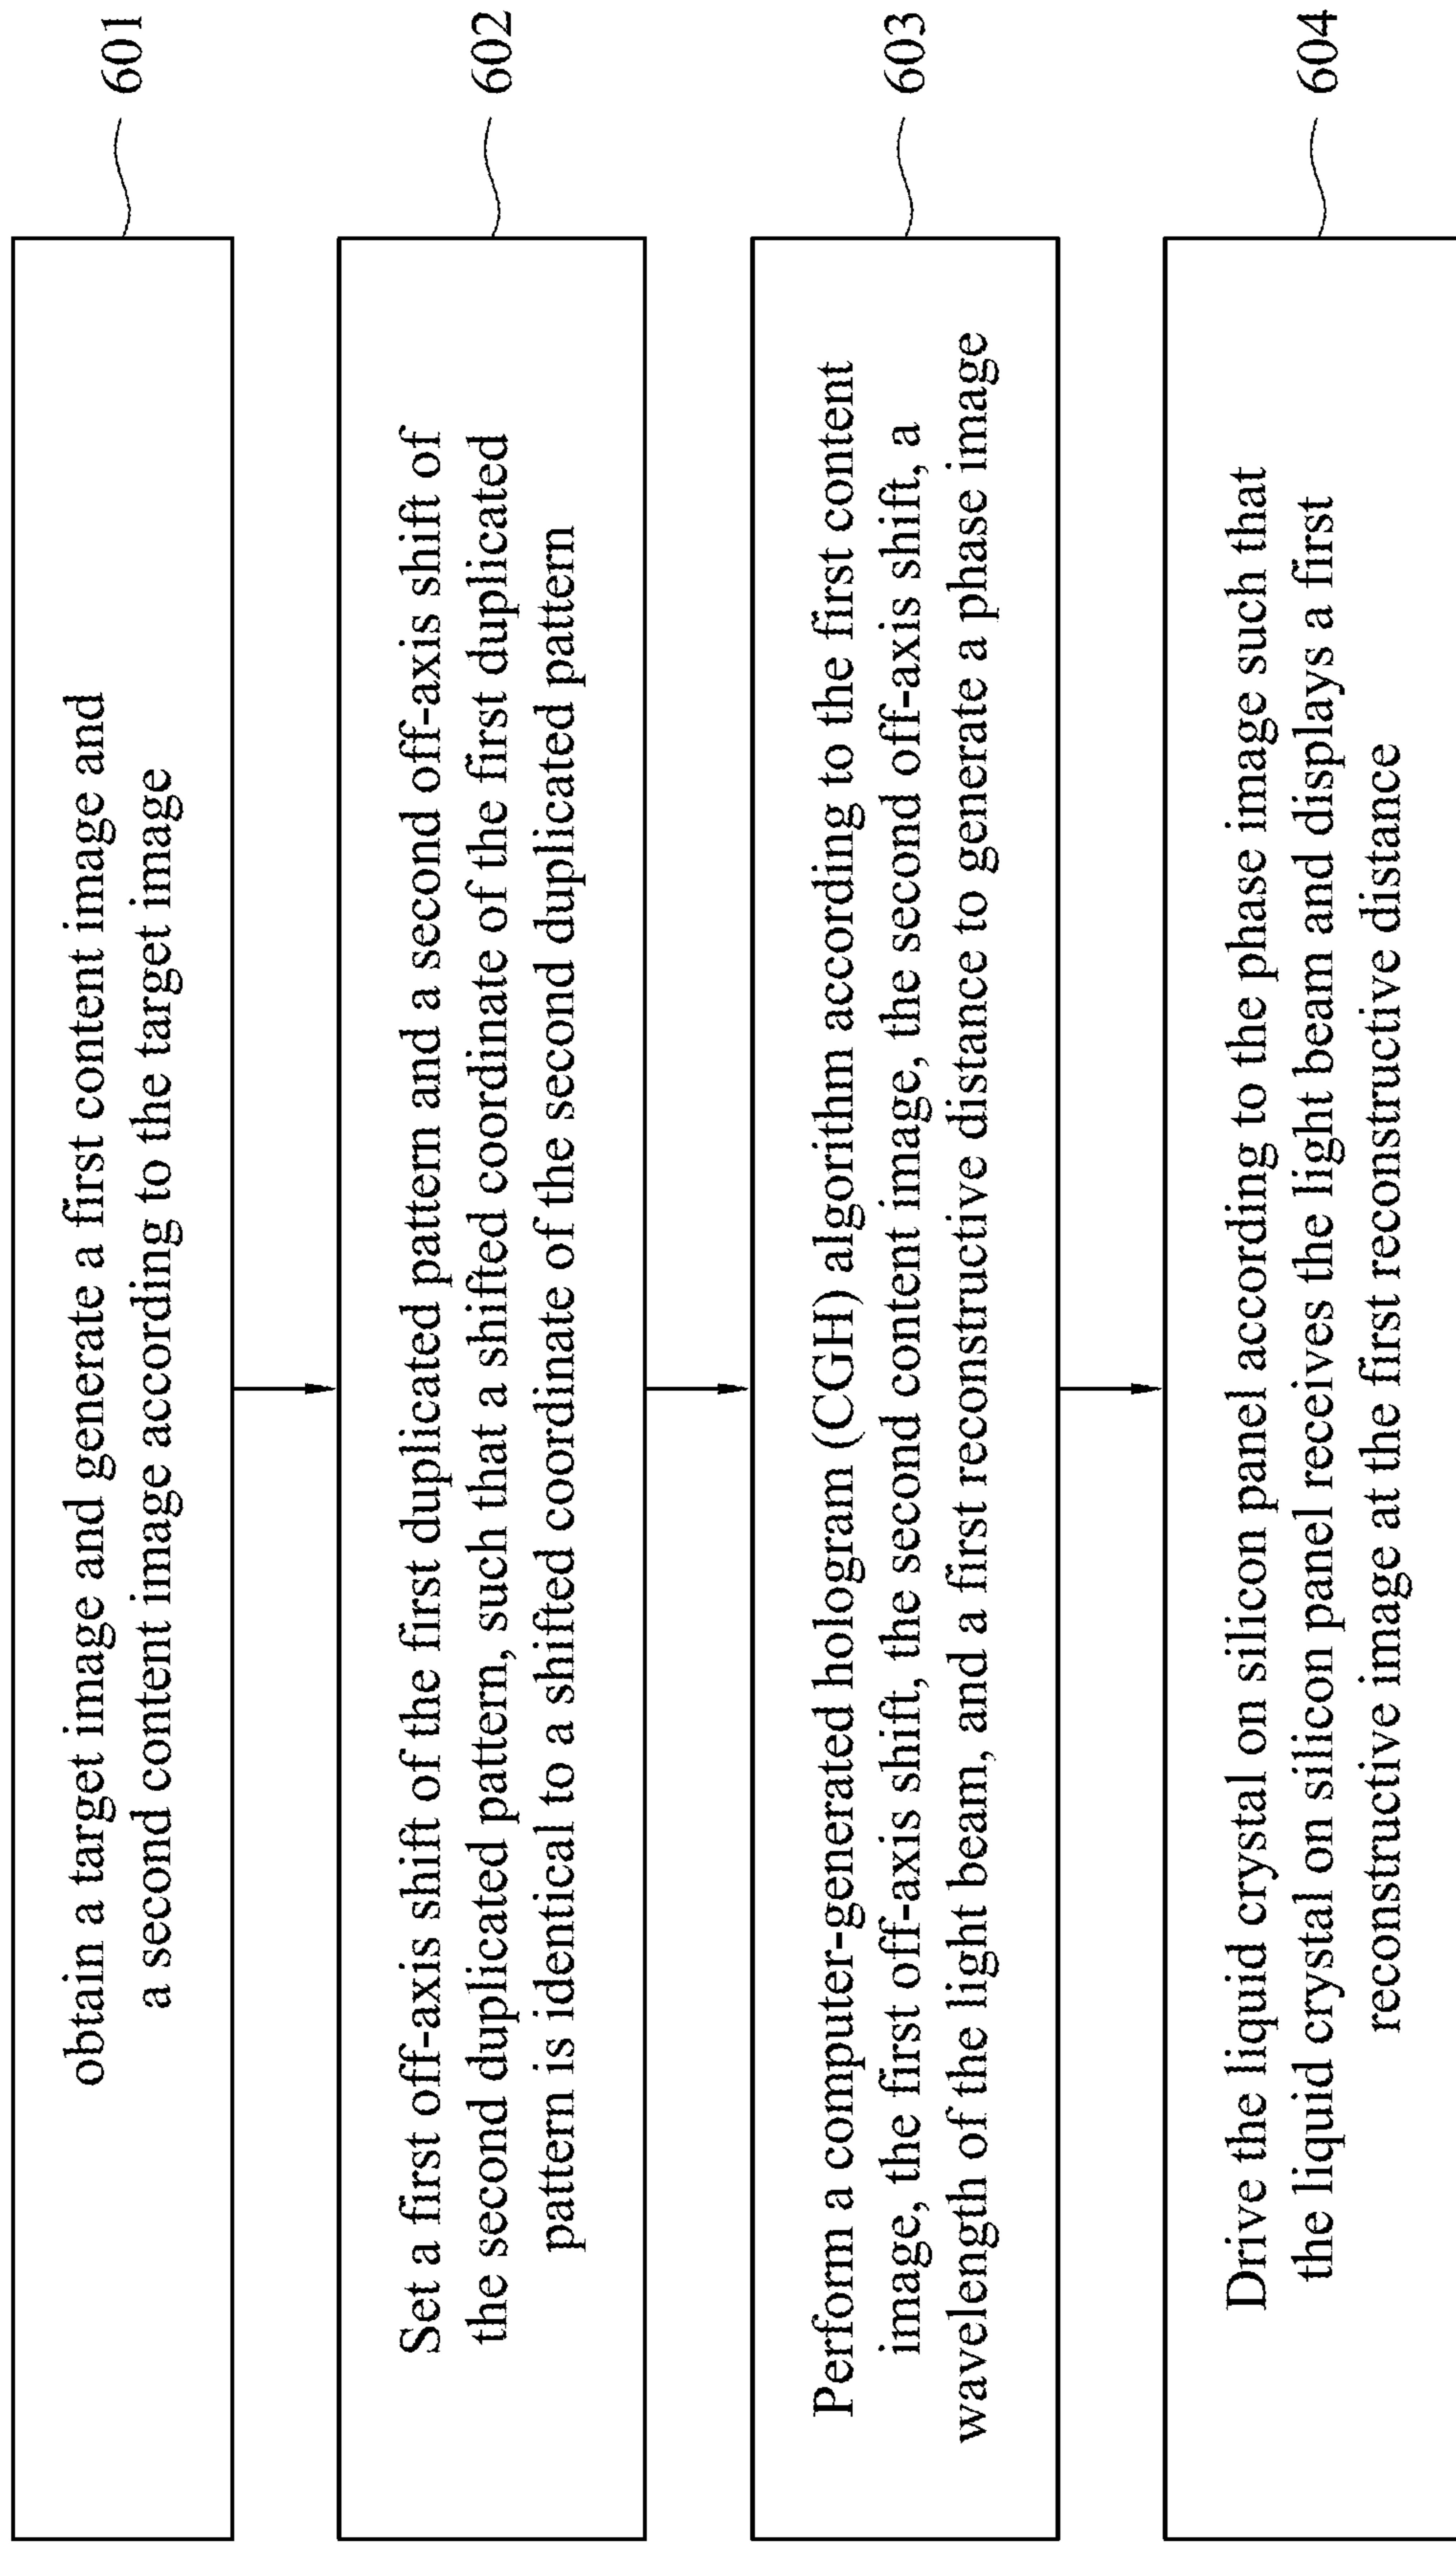 obtain a target image and generate a first content image and
a second content image according to the target image
601
Set a first off-axis shift of the first duplicated pattern and a second off-axis shift of
the second duplicated pattern, such that a shifted coordinate of the first duplicated
pattern is identical to a shifted coordinate of the second duplicated pattern
602
Perform a computer-generated hologram (CGH) algorithm according to the first content
image, the first off-axis shift, the second content image, the second off-axis shift, a
wavelength of the light beam, and a first reconstructive distance to generate a phase image
603
Drive the liquid crystal on silicon panel according to the phase image such that
the liquid crystal on silicon panel receives the light beam and displays a first
reconstructive image at the first reconstructive distance
604